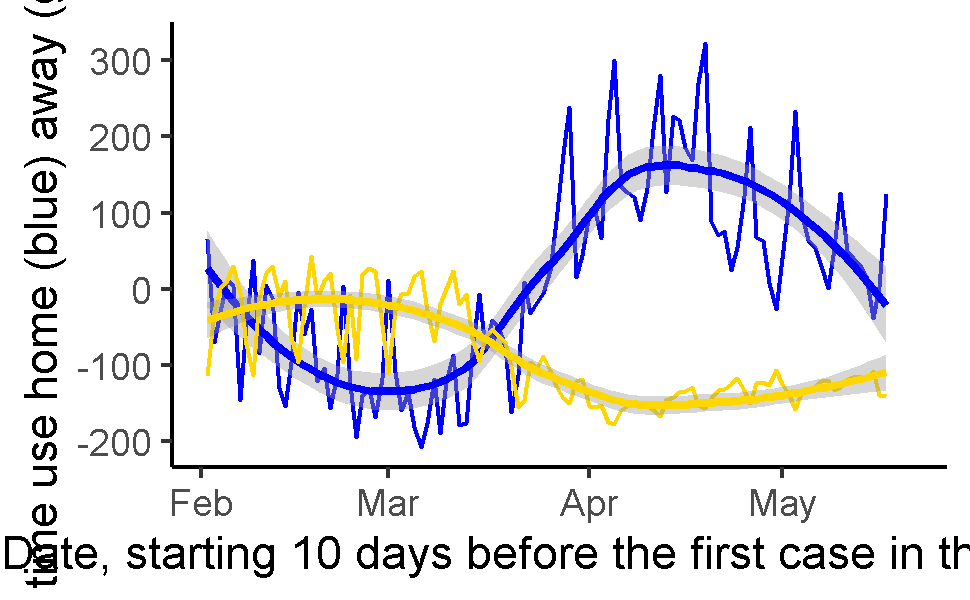 time use home (blue) away (
300
200
100
0
-100
-200
Feb Mar Apr May
Date, starting 10 days before the first case in th